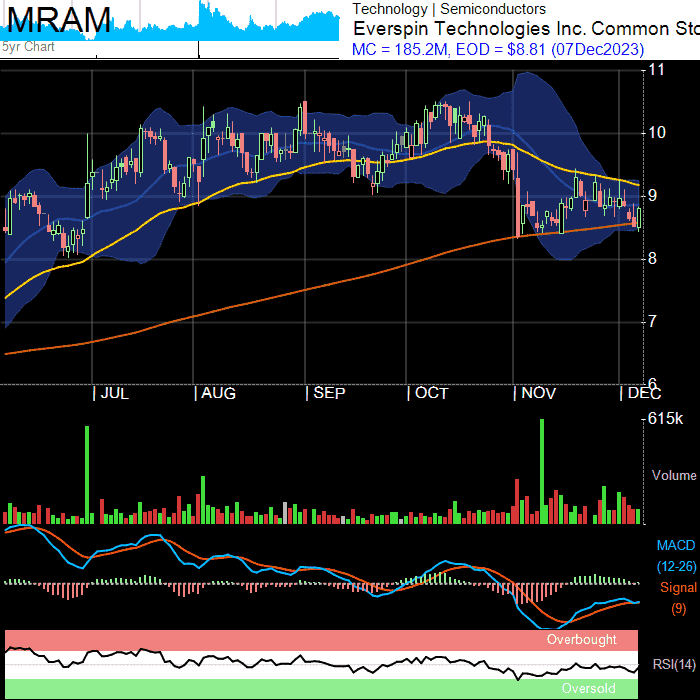 MRAM
5yr Chart
Technology | Semiconductors
Everspin Technologies Inc. Common Sto
MC = 185.2M, EOD = $8.81 (07Dec2023)
11
10
9
8
7
6
JUL
AUG
SEP
OCT
NOV
DEC
615k
Volume
MACD
(12-26)
Signal
(9)
Overbought
RSI(14)
Oversold